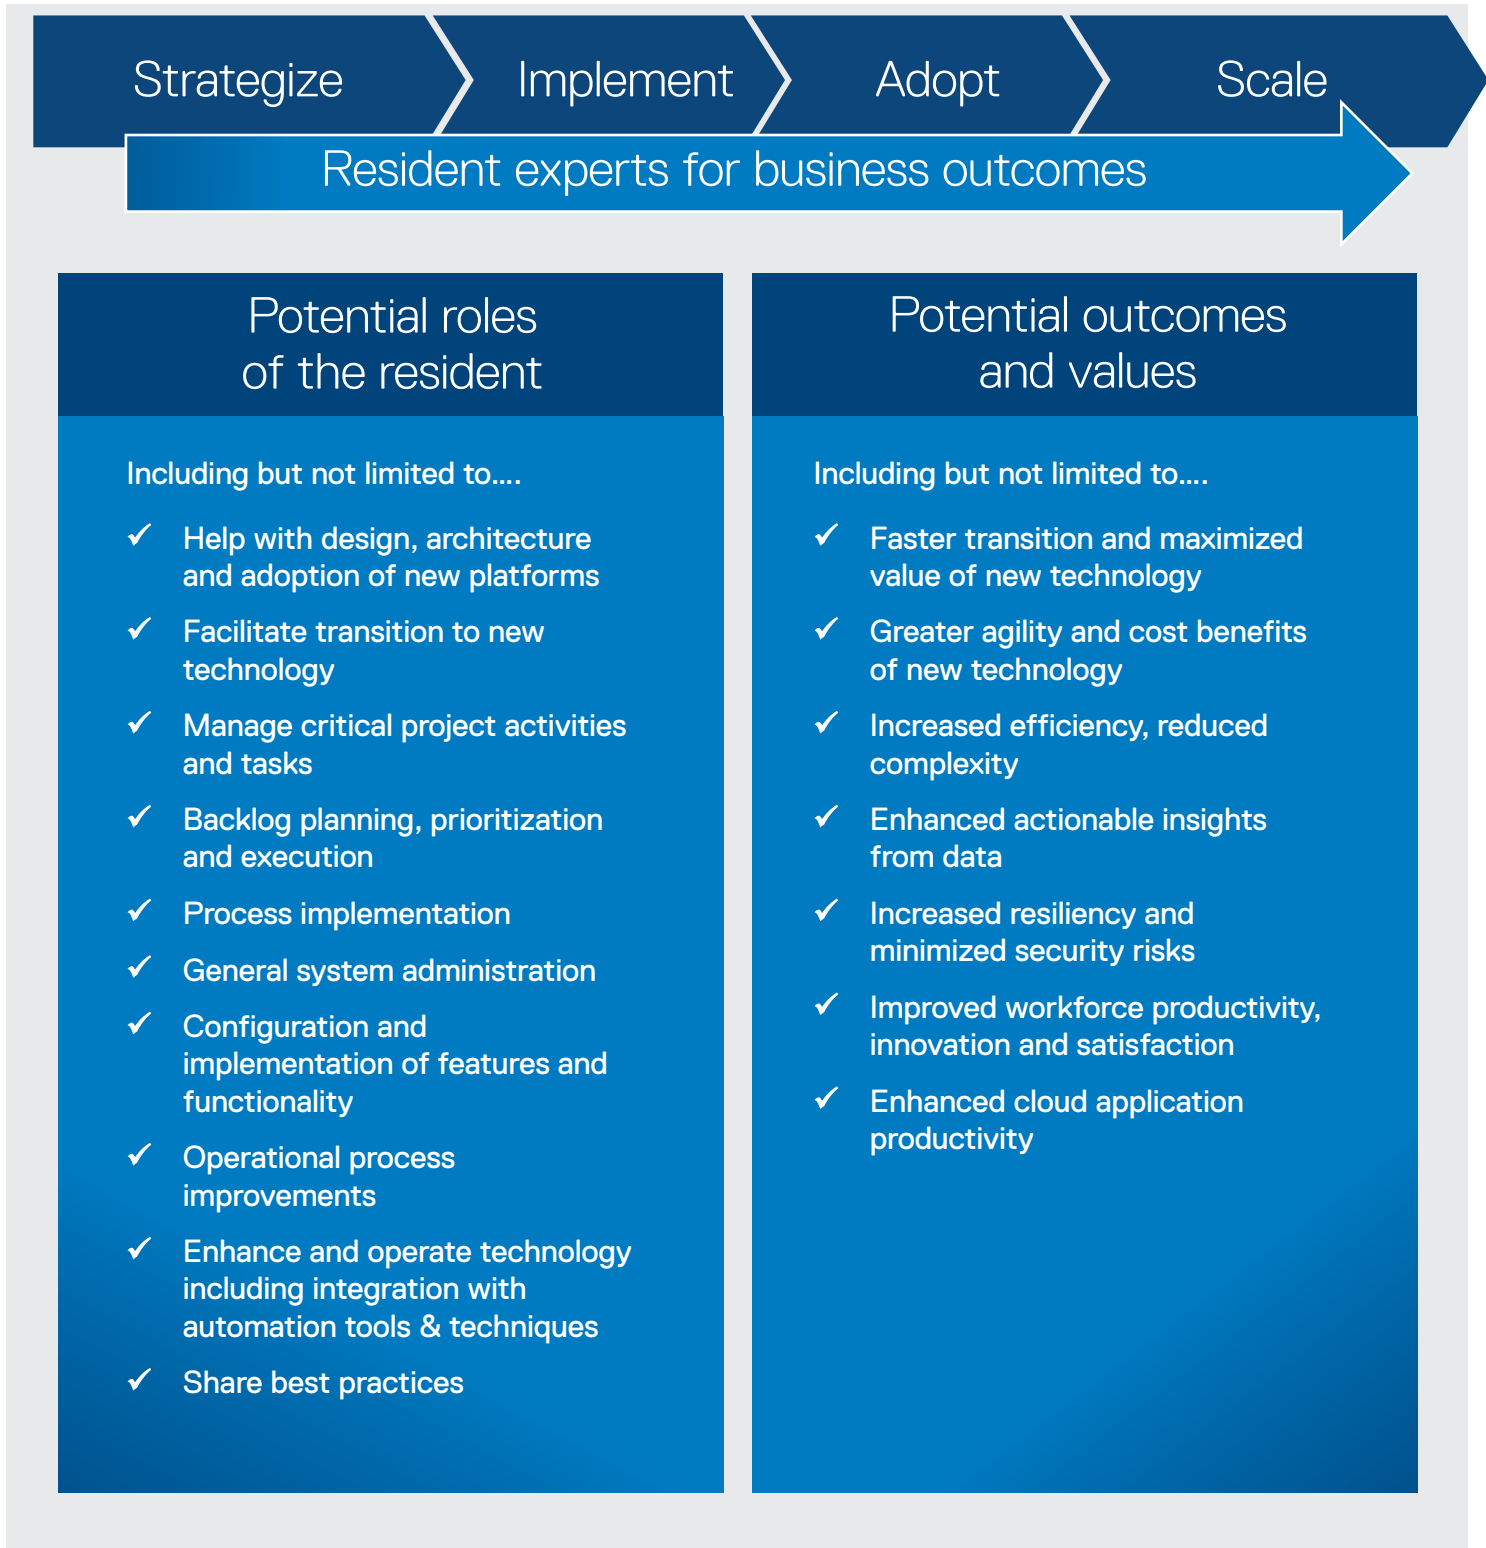 Strategize
Implement
Adopt
Scale
Resident experts for business outcomes
Potential roles
of the resident
Including but not limited to....
✓ Help with design, architecture
and adoption of new platforms
✓ Facilitate transition to new
technology
✓ Manage critical project activities
and tasks
✓ Backlog planning, prioritization
and execution
✓ Process implementation
✓ General system administration
✓ Configuration and
implementation of features and
functionality
✓ Operational process
improvements
✓ Enhance and operate technology
including integration with
automation tools & techniques
✓ Share best practices
Potential outcomes
and values
Including but not limited to....
✓ Faster transition and maximized
value of new technology
✓ Greater agility and cost benefits
of new technology
✓ Increased efficiency, reduced
complexity
✓ Enhanced actionable insights
from data
✓ Increased resiliency and
minimized security risks
✓ Improved workforce productivity,
innovation and satisfaction
✓ Enhanced cloud application
productivity